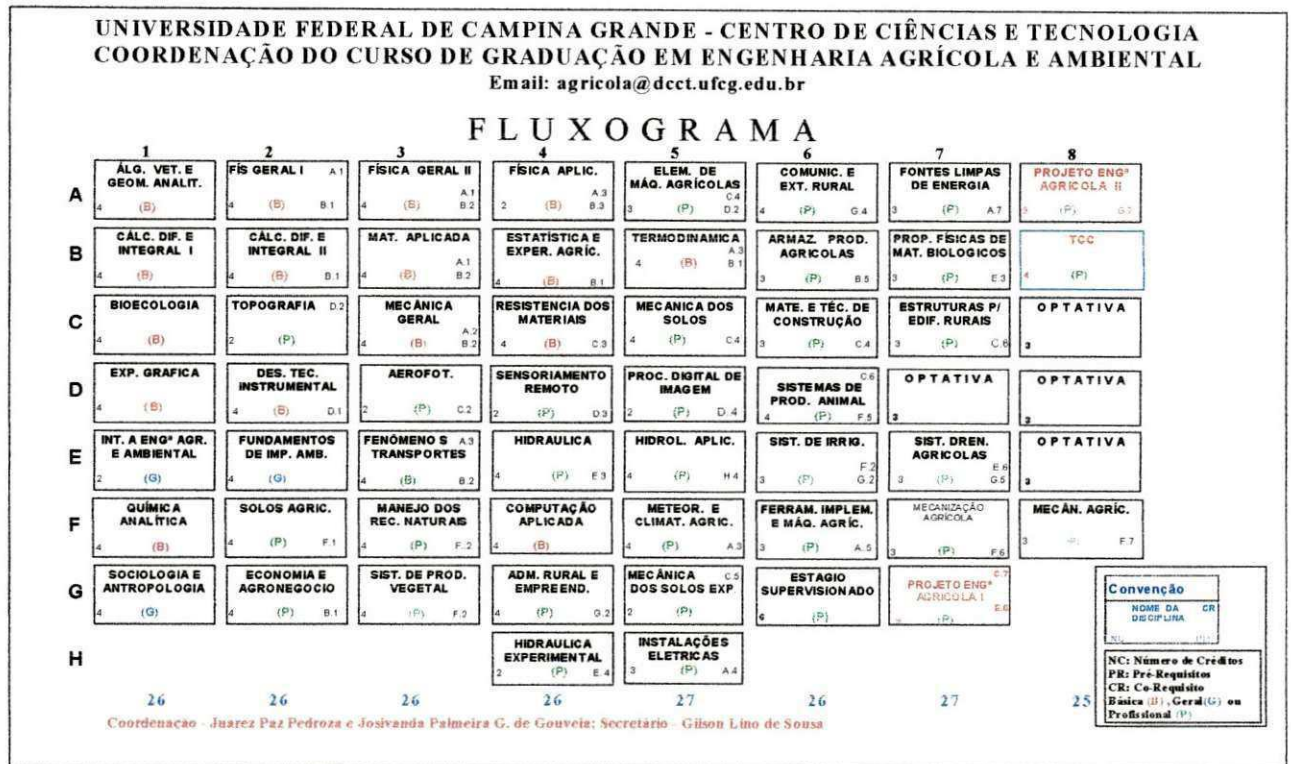 UNIVERSIDADE FEDERAL DE CAMPINA GRANDE - CENTRO DE CIÊNCIAS E TECNOLOGIA
COORDENAÇÃO DO CURSO DE GRADUAÇÃO EM ENGENHARIA AGRÍCOLA E AMBIENTAL
Email: agricola@dcct.ufcg.edu.br
FLUXOGRAMA
1 2 3 4 5 6 7 8
A
ÁLG. VET. E
GEOM. ANALIT.
4 (B)
FÍS GERAL I A.1
4 (B) B.1
FÍSICA GERAL II
A.1
4 (B) B.2
FÍSICA APLIC.
A.3
2 (B) B.3
ELEM. DE
MÁQ. AGRÍCOLAS
C.4
3 (P) D.2
COMUNIC. E
EXT. RURAL
4 (P) G.4
FONTES LIMPAS
DE ENERGIA
3 (P) A.7
PROJETO ENGª
AGRICOLA II
(P)
B
CÁLC. DIF. E
INTEGRAL I
4 (B)
CÁLC. DIF. E
INTEGRAL II
4 (B) B.1
MAT. APLICADA
A.1
4 (B) B.2
ESTATÍSTICA E
EXPER. AGRÍC.
4 (B) B.1
TERMODINAMICA
A.3
4 (B) B.1
ARMAZ. PROD.
AGRICOLAS
3 (P) B.5
PROP. FÍSICAS DE
MAT. BIOLOGICOS
3 (P) E.3
TCC
4 (P)
C
BIOECOLOGIA
4 (B)
TOPOGRAFIA D.2
2 (P)
MECÂNICA
GERAL
A.2
4 (B) B.2
RESISTENCIA DOS
MATERIAIS
4 (B) C.3
MECANICA DOS
SOLOS
4 (P) C.4
MATE. E TÉC. DE
CONSTRUÇÃO
3 (P) C.4
ESTRUTURAS P/
EDIF. RURAIS
3 (P) C.6
OPTATIVA
3
D
EXP. GRAFICA
4 (B)
DES. TEC.
INSTRUMENTAL
4 (B) D.1
AEROFOT.
2 (P) C.2
SENSORIAMENTO
REMOTO
2 (P) D.3
PROC. DIGITAL DE
IMAGEM
2 (P) D.4
C.6
SISTEMAS DE
PROD. ANIMAL
4 (P) F.5
OPTATIVA
3
OPTATIVA
3
E
INT. A ENGª AGR.
E AMBIENTAL
2 (G)
FUNDAMENTOS
DE IMP. AMB.
4 (G)
FENÔMENO S A.3
TRANSPORTES
4 (B) B.2
HIDRAULICA
4 (P) E.3
HIDROL. APLIC.
4 (P) H.4
SIST. DE IRRIG.
F.2
3 (P) G.2
SIST. DREN.
AGRICOLAS
E.6
3 (P) G.5
OPTATIVA
3
F
QUÍMICA
ANALÍTICA
4 (B)
SOLOS AGRIC.
4 (P) F.1
MANEJO DOS
REC. NATURAIS
4 (P) F.2
COMPUTAÇÃO
APLICADA
4 (B)
METEOR. E
CLIMAT. AGRIC.
4 (P) A.3
FERRAM. IMPLEM.
E MÁQ. AGRÍC.
3 (P) A.5
MECANIZAÇÃO
AGRÍCOLA
3 (P) F.6
MECÂN. AGRÍC.
3 (P) F.7
G
SOCIOLOGIA E
ANTROPOLOGIA
4 (G)
ECONOMIA E
AGRONEGOCIO
4 (P) B.1
SIST. DE PROD.
VEGETAL
4 (P) F.2
ADM. RURAL E
EMPREEND.
4 (P) G.2
MECÂNICA C.5
DOS SOLOS EXP
2 (P)
ESTAGIO
SUPERVISIONADO
6 (P)
C.7
PROJETO ENGª
AGRICOLA I
E.6
(P)
H
HIDRAULICA
EXPERIMENTAL
2 (P) E.4
INSTALAÇÕES
ELETRICAS
3 (P) A.4
26 26 26 26 27 26 27 25
Convenção
NOME DA CR
DISCIPLINA
NC
NC: Número de Créditos
PR: Pré-Requisitos
CR: Co-Requisito
Básica (B), Geral(G) ou
Profissional (P)
Coordenação - Juarez Paz Pedroza e Josivanda Palmeira G. de Gouveia; Secretário - Gilson Lino de Sousa